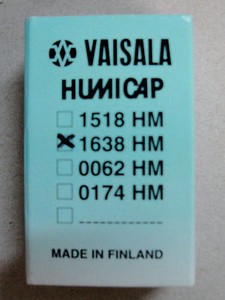 VAISALA
HUMICAP
1518 HM
1638 HM
0062 HM
0174 HM
MADE IN FINLAND